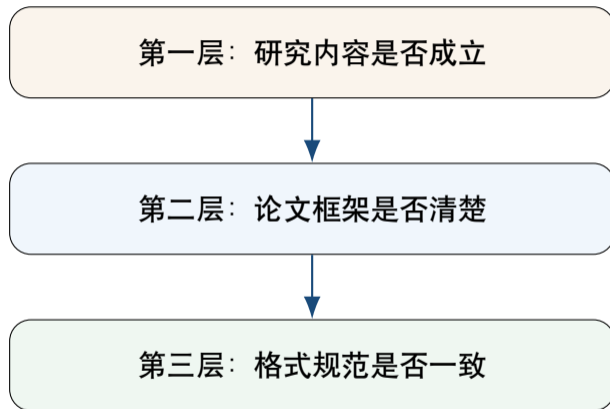 第一层：研究内容是否成立
第二层：论文框架是否清楚
第三层：格式规范是否一致